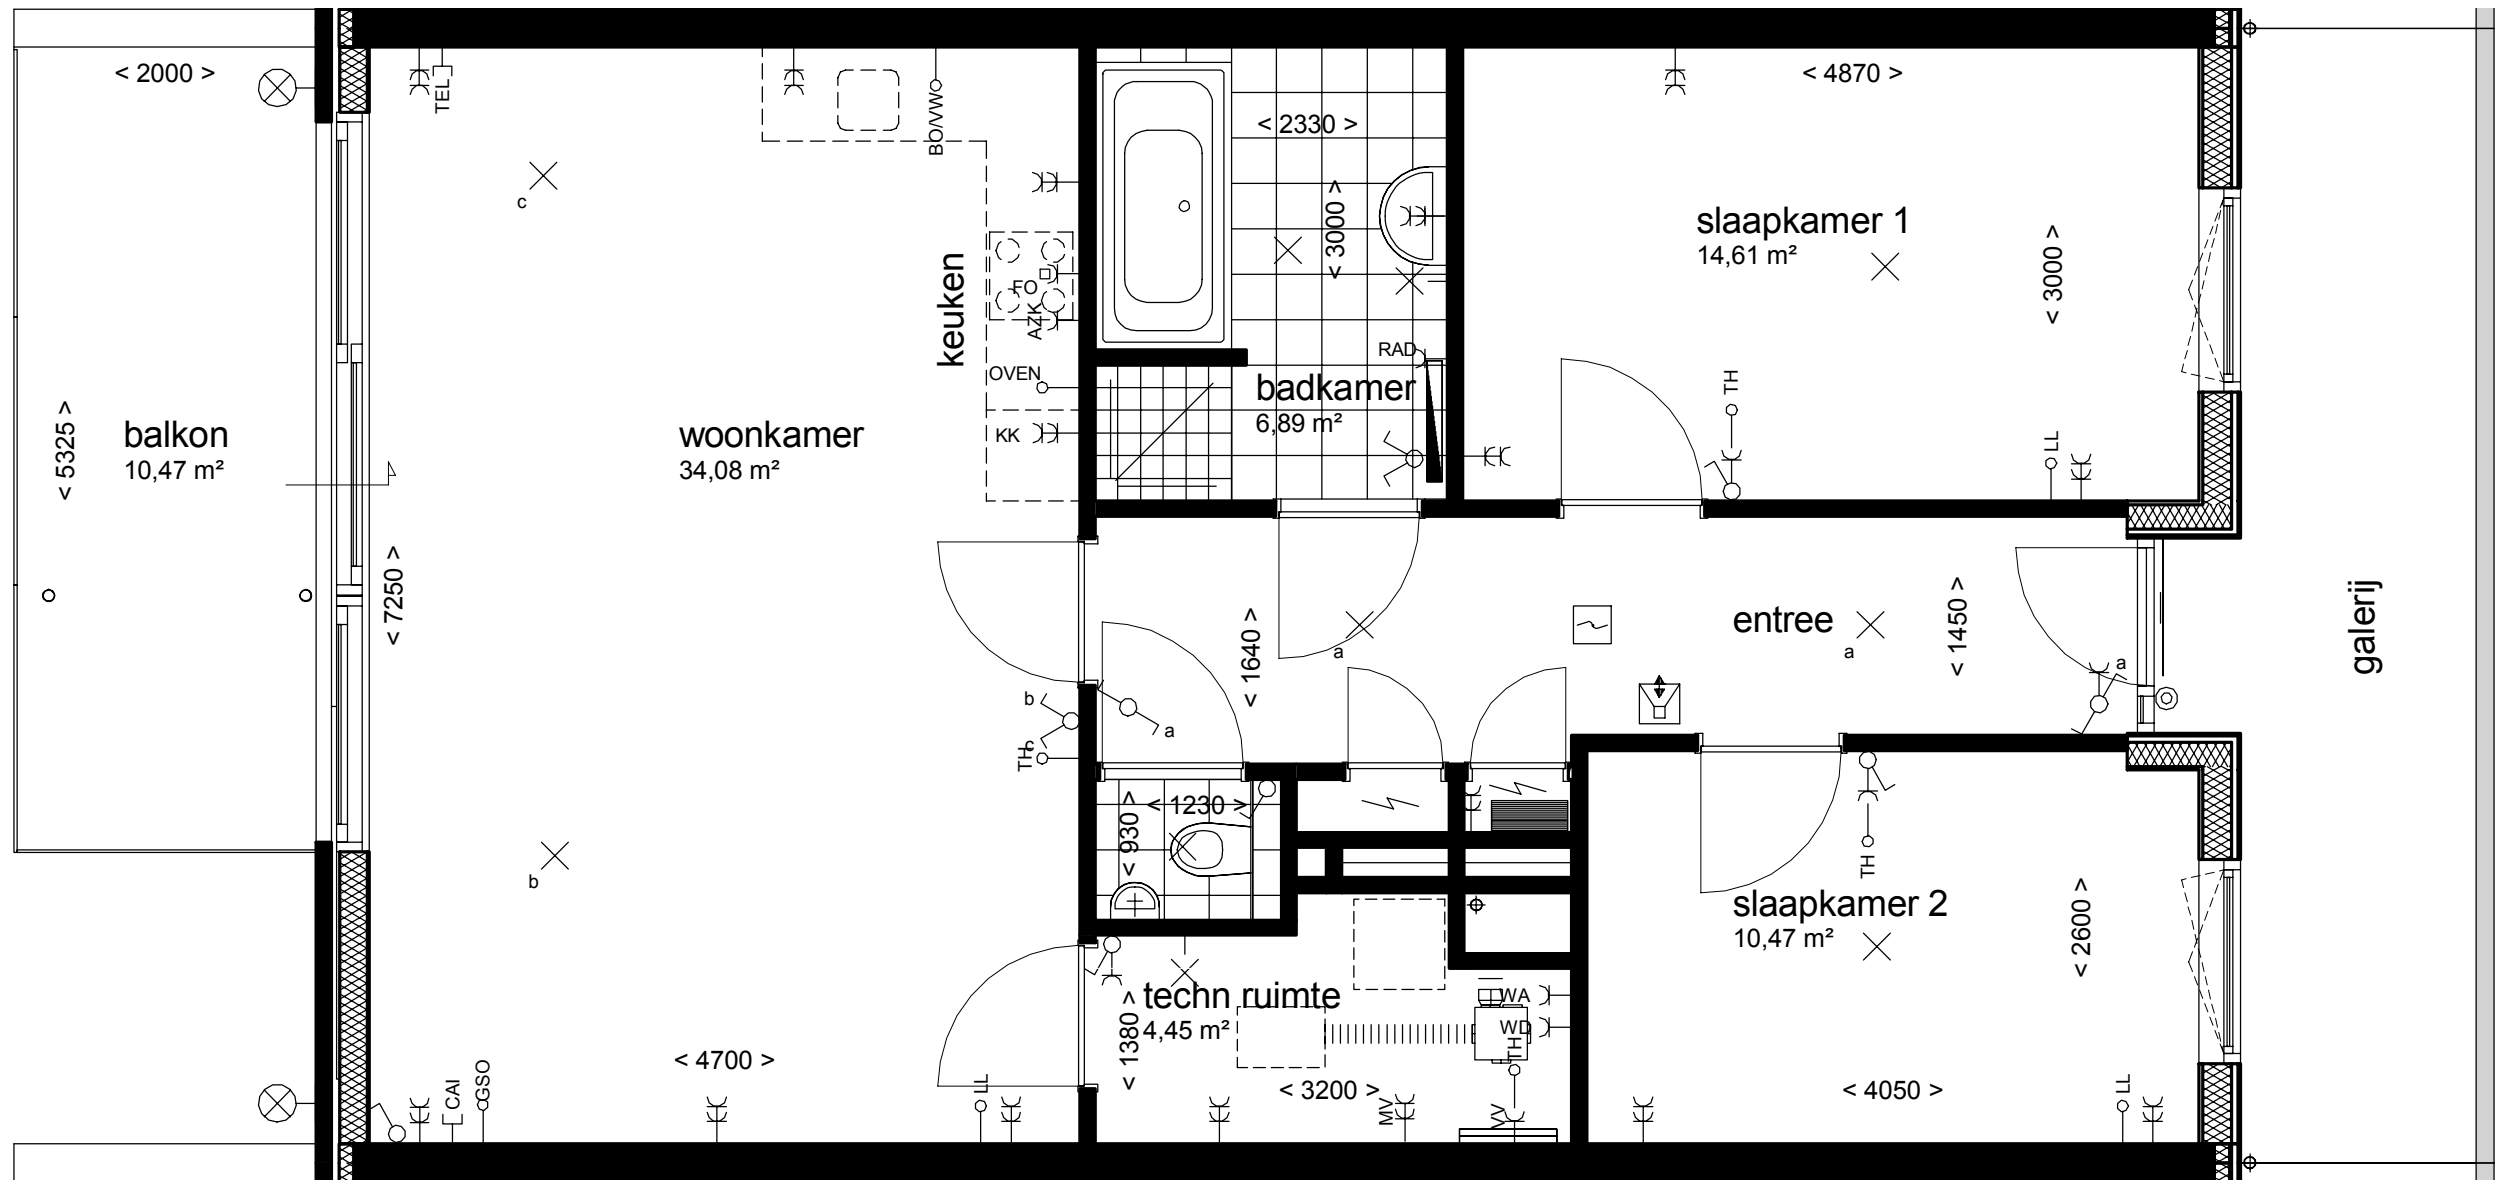 < 2000 >
TEL
BO/VW
< 4870 >
< 2330 >
c
< 3000 >
slaapkamer 1
14,61 m²
< 3000 >
keuken
FO
AZK
OVEN
KK
RAD
badkamer
6,89 m²
TH
LL
< 5325 >
balkon
10,47 m²
woonkamer
34,08 m²
< 7250 >
< 1640 >
a
entree
a
< 1450 >
a
galerij
b
c
a
TH
< 930 >
< 1230 >
b
TH
slaapkamer 2
10,47 m²
< 2600 >
techn ruimte
4,45 m²
< 1380 >
WA
WD
TH
< 4700 >
CAI
GSO
LL
< 3200 >
MV
VV
< 4050 >
LL